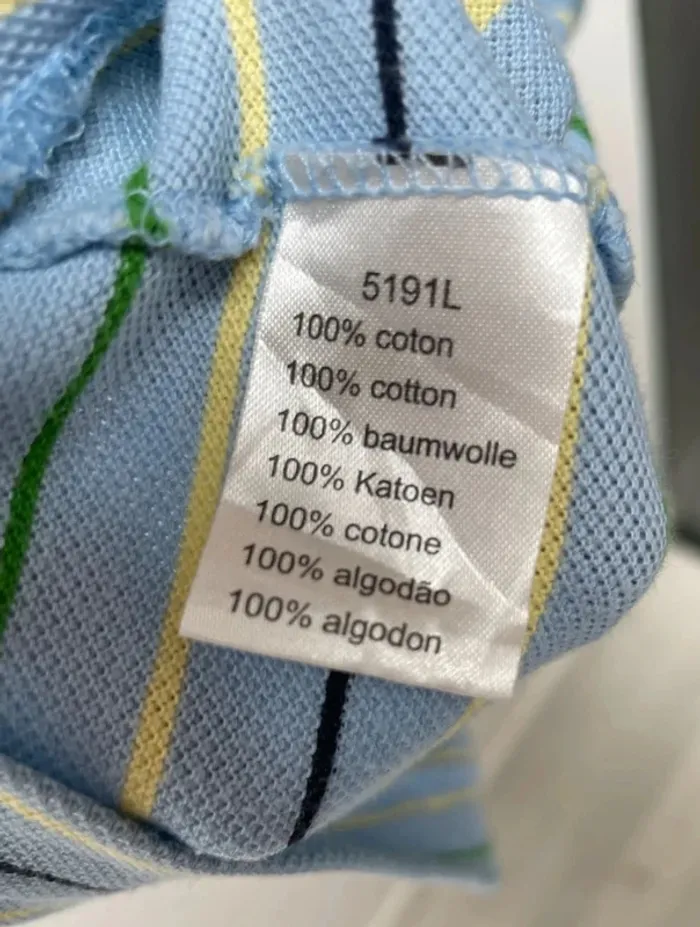 5191L
100% coton
100% cotton
100% baumwolle
100% Katoen
100% cotone
100% algodão
100% algodon